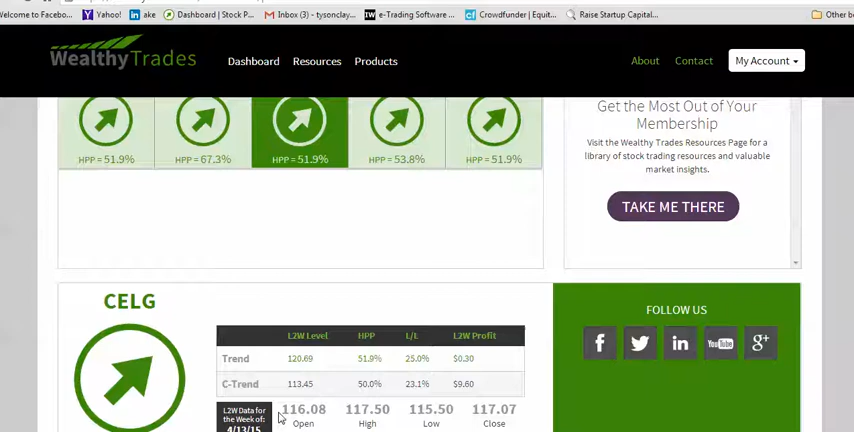 Welcome to Facebo... Yahoo! ake Dashboard | Stock P... Inbox (3) - tysonclay... e-Trading Software ... Crowdfunder | Equit... Raise Startup Capital... Other bo
WealthyTrades Dashboard Resources Products About Contact My Account
HPP = 51.9% HPP = 67.3% HPP = 51.9% HPP = 53.8% HPP = 51.9%
Get the Most Out of Your
Membership
Visit the Wealthy Trades Resources Page for a
library of stock trading resources and valuable
market insights.
TAKE ME THERE
CELG
L2W Level HPP L/L L2W Profit
Trend 120.69 51.9% 25.0% $0.30
C-Trend 113.45 50.0% 23.1% $9.60
L2W Data for
the Week of:
4/13/15
116.08 117.50 115.50 117.07
Open High Low Close
FOLLOW US
f in You Tube g+